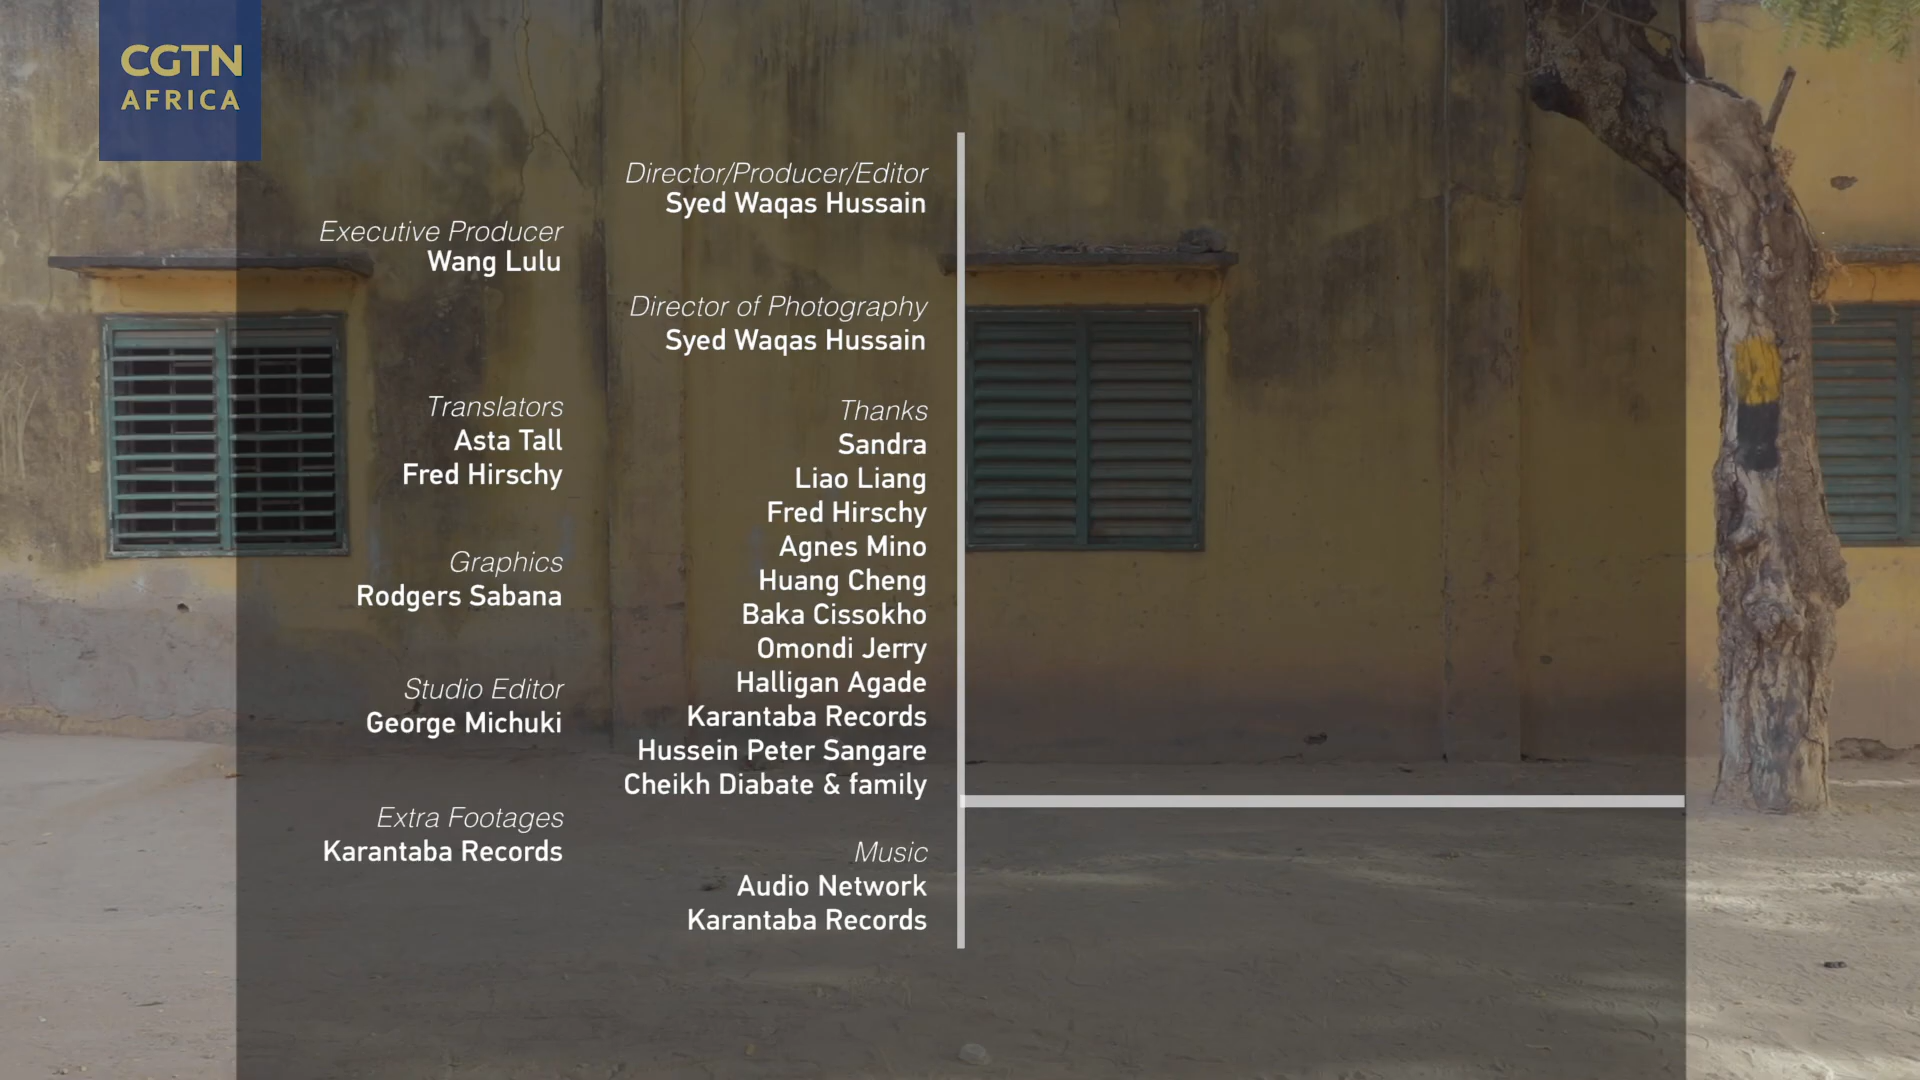 CGTN
AFRICA
Executive Producer
Wang Lulu
Translators
Asta Tall
Fred Hirschy
Graphics
Rodgers Sabana
Studio Editor
George Michuki
Extra Footages
Karantaba Records
Director/Producer/Editor
Syed Waqas Hussain
Director of Photography
Syed Waqas Hussain
Thanks
Sandra
Liao Liang
Fred Hirschy
Agnes Mino
Huang Cheng
Baka Cissokho
Omondi Jerry
Halligan Agade
Karantaba Records
Hussein Peter Sangare
Cheikh Diabate & family
Music
Audio Network
Karantaba Records